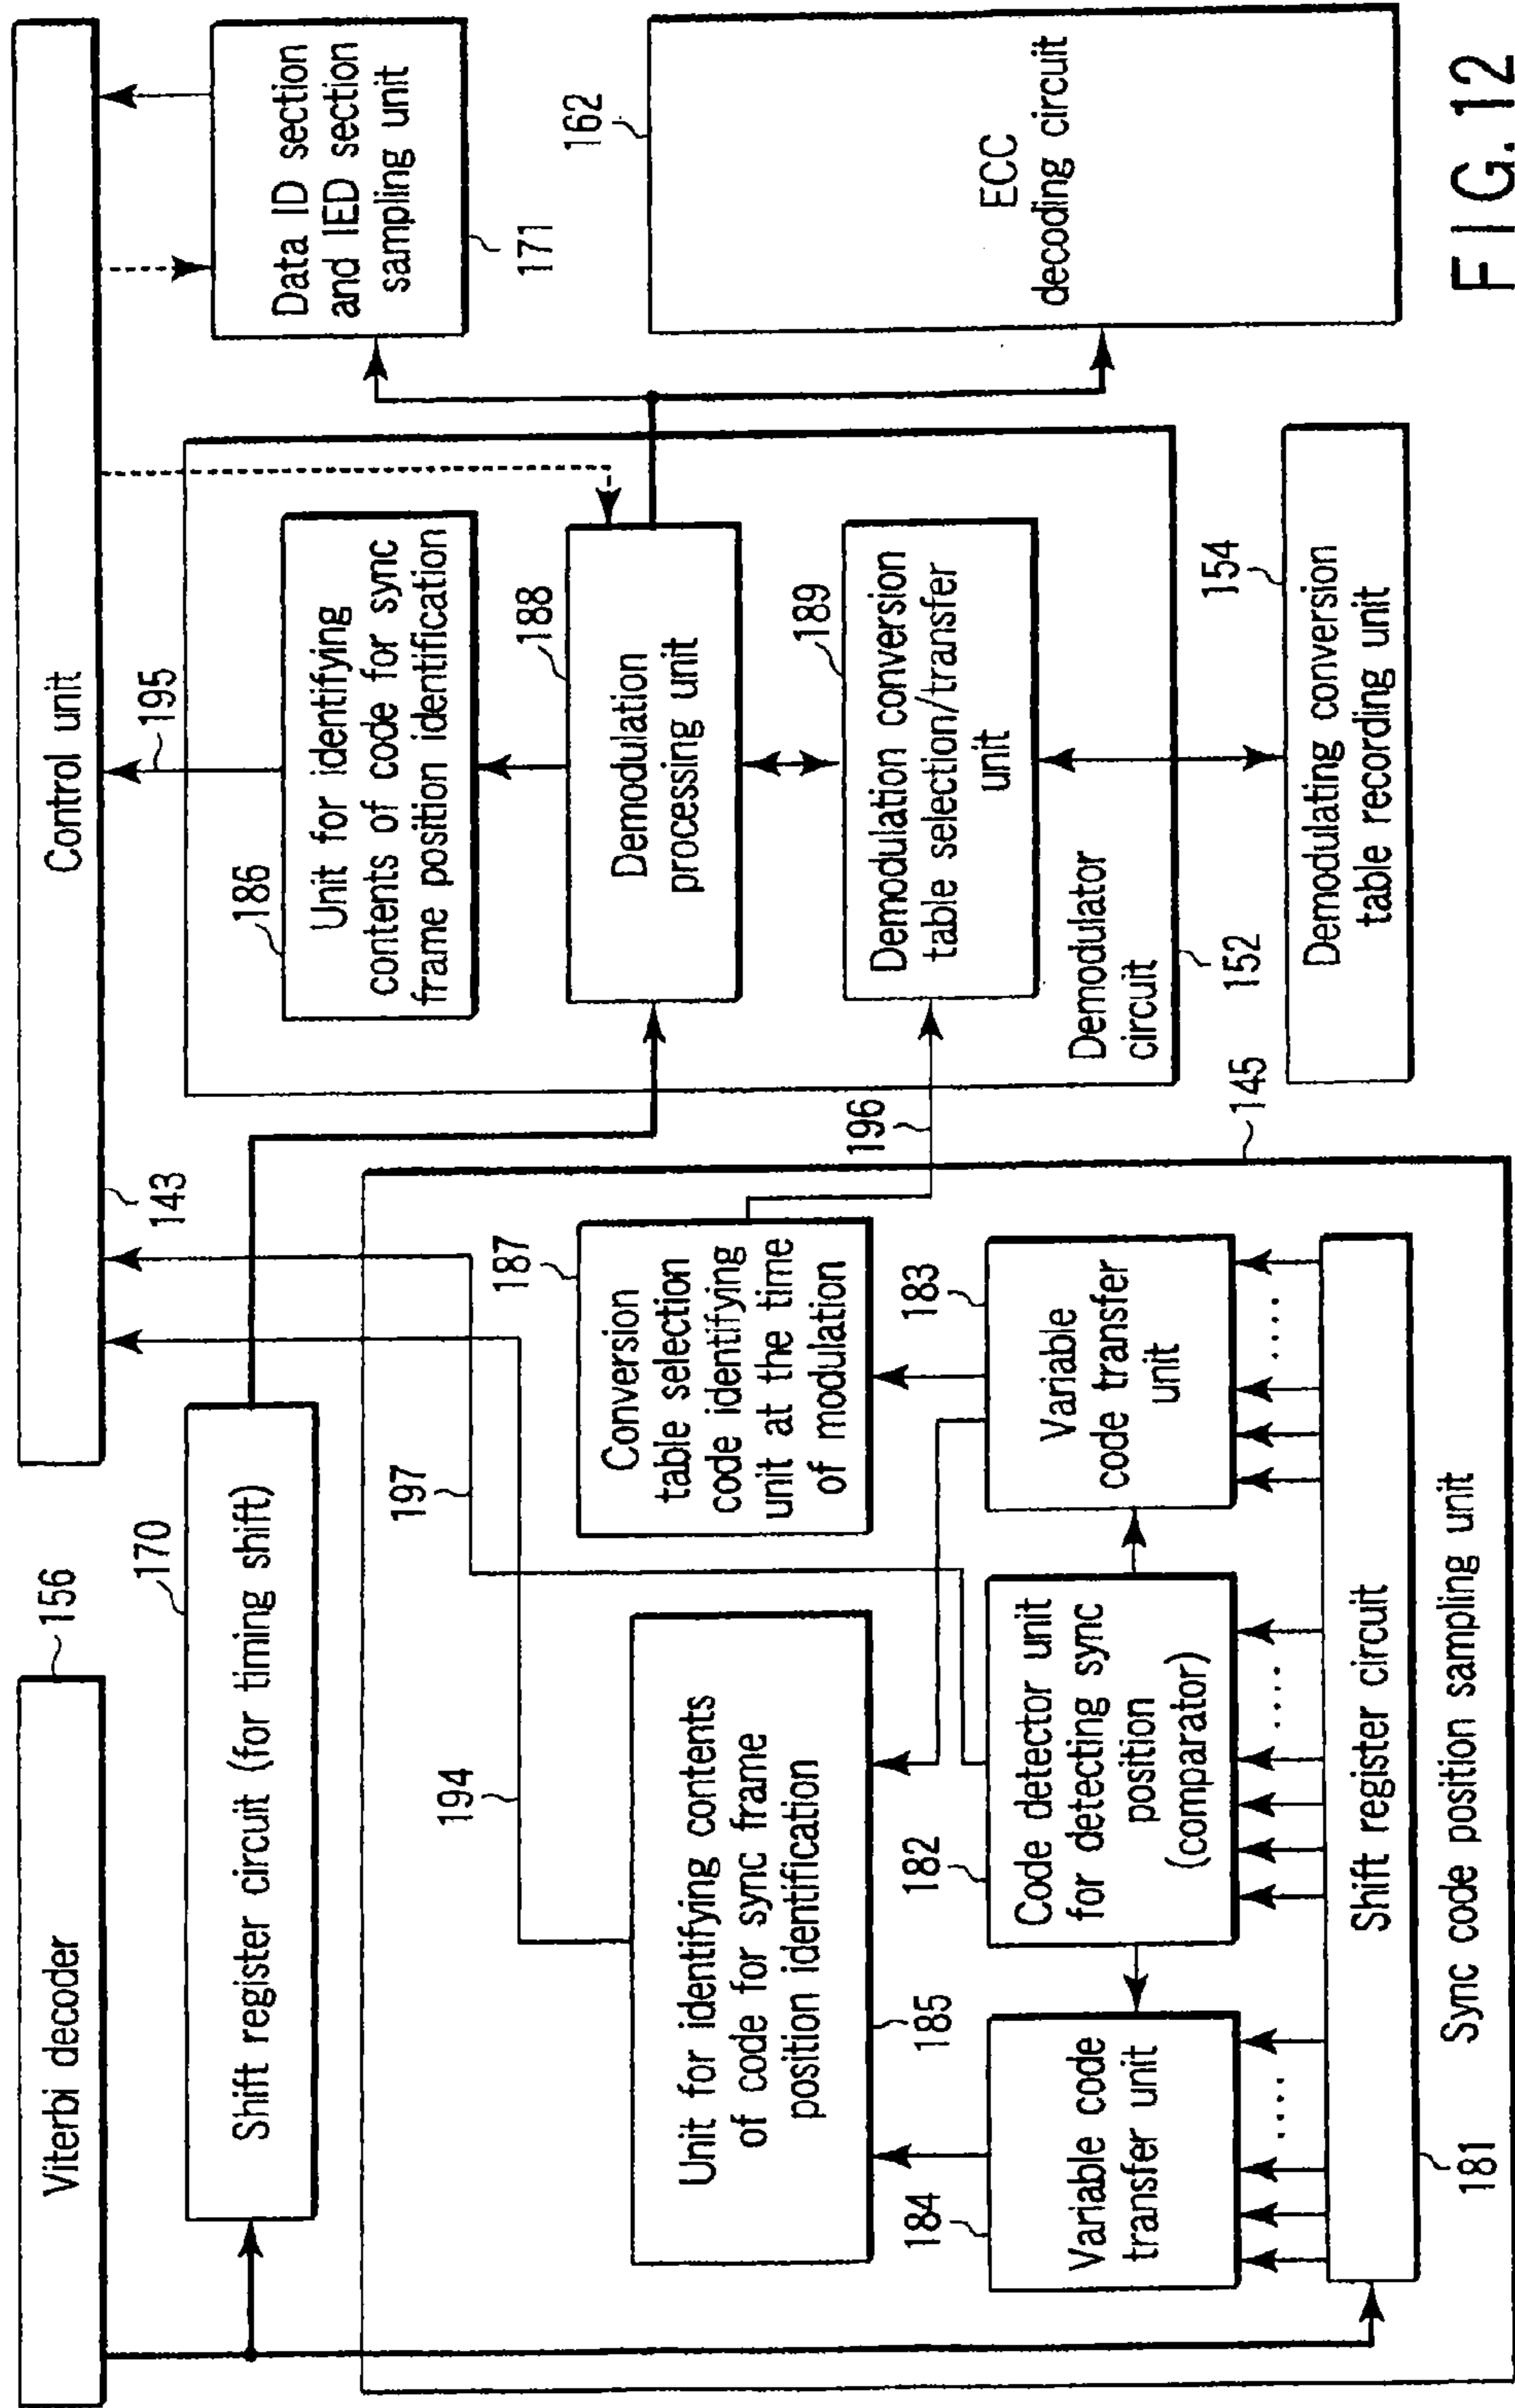 Viterbi decoder
156
Control unit
143
170
Shift register circuit (for timing shift)
195
Data ID section
and IED section
sampling unit
171
186
Unit for identifying
contents of code for sync
frame position identification
188
Demodulation
processing unit
189
Demodulation conversion
table selection/transfer
unit
Demodulator
circuit
152
162
ECC
decoding circuit
154
Demodulating conversion
table recording unit
194
197
Unit for identifying contents
of code for sync frame
position identification
185
187
Conversion
table selection
code identifying
unit at the time
of modulation
196
184
Variable code
transfer unit
182
Code detector unit
for detecting sync
position
(comparator)
183
Variable
code transfer
unit
145
....
....
....
181
Shift register circuit
Sync code position sampling unit
FIG. 12